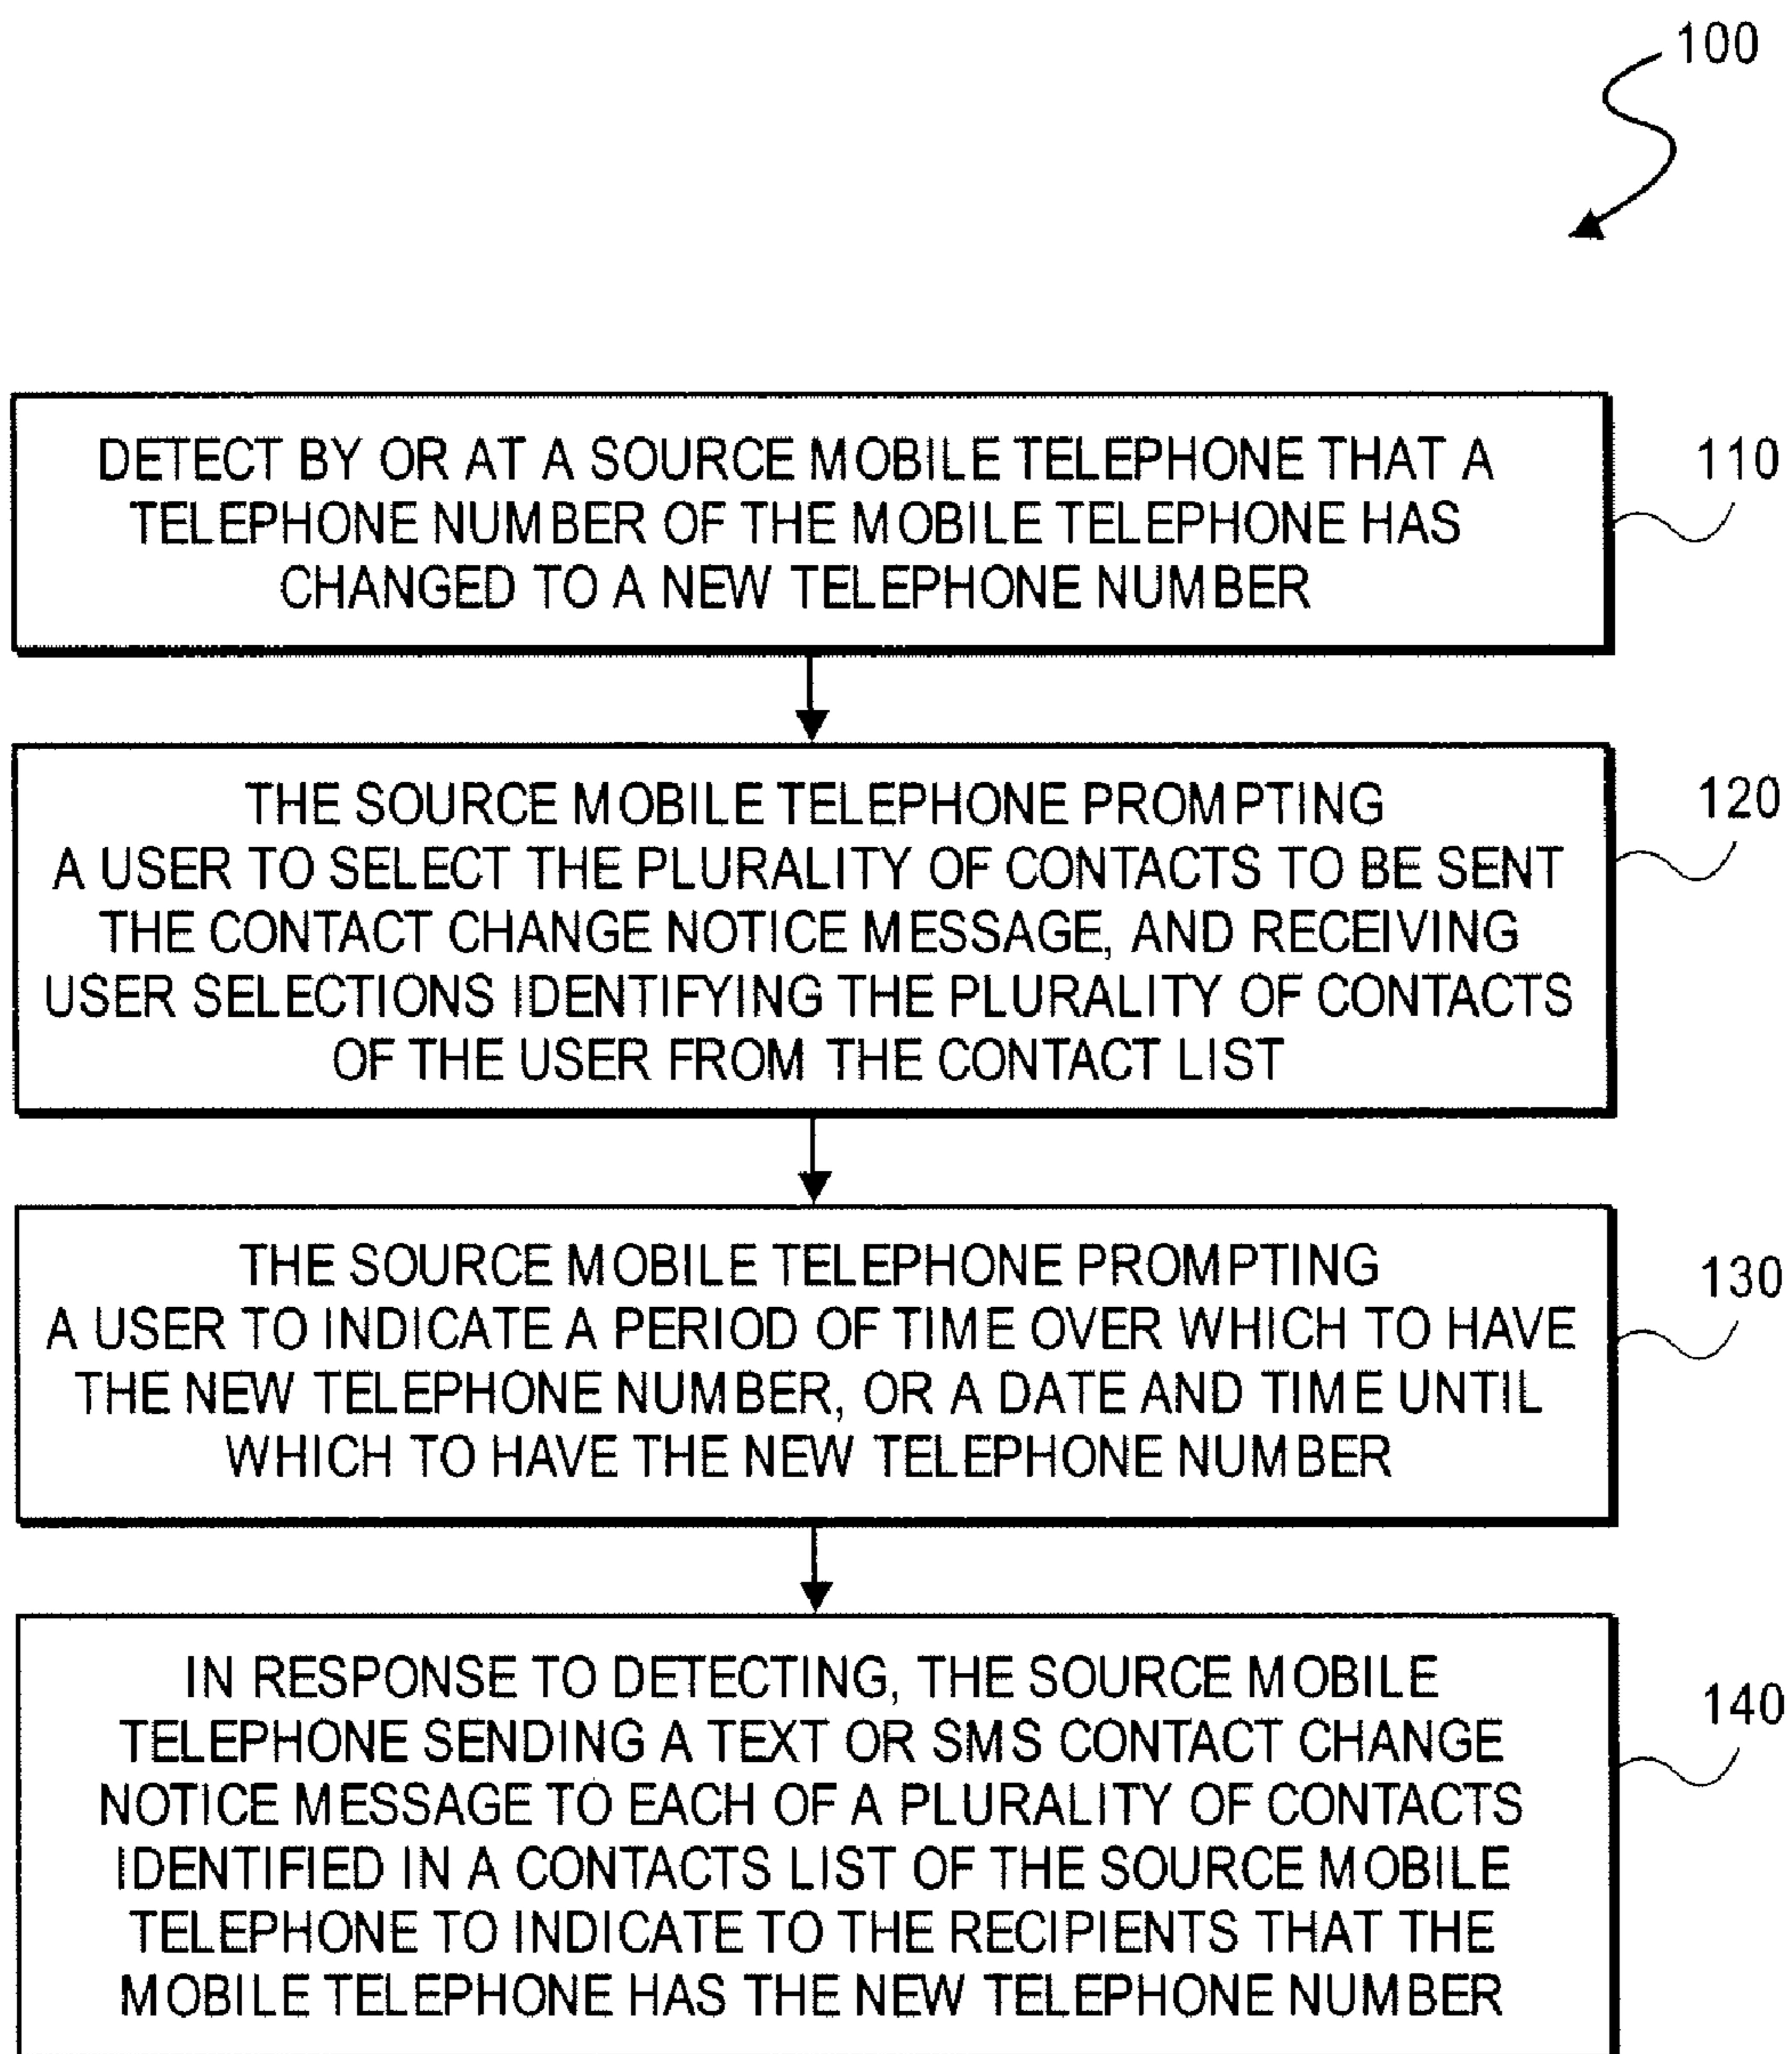 100
DETECT BY OR AT A SOURCE MOBILE TELEPHONE THAT A
TELEPHONE NUMBER OF THE MOBILE TELEPHONE HAS
CHANGED TO A NEW TELEPHONE NUMBER
110
THE SOURCE MOBILE TELEPHONE PROMPTING
A USER TO SELECT THE PLURALITY OF CONTACTS TO BE SENT
THE CONTACT CHANGE NOTICE MESSAGE, AND RECEIVING
USER SELECTIONS IDENTIFYING THE PLURALITY OF CONTACTS
OF THE USER FROM THE CONTACT LIST
120
THE SOURCE MOBILE TELEPHONE PROMPTING
A USER TO INDICATE A PERIOD OF TIME OVER WHICH TO HAVE
THE NEW TELEPHONE NUMBER, OR A DATE AND TIME UNTIL
WHICH TO HAVE THE NEW TELEPHONE NUMBER
130
IN RESPONSE TO DETECTING, THE SOURCE MOBILE
TELEPHONE SENDING A TEXT OR SMS CONTACT CHANGE
NOTICE MESSAGE TO EACH OF A PLURALITY OF CONTACTS
IDENTIFIED IN A CONTACTS LIST OF THE SOURCE MOBILE
TELEPHONE TO INDICATE TO THE RECIPIENTS THAT THE
MOBILE TELEPHONE HAS THE NEW TELEPHONE NUMBER
140